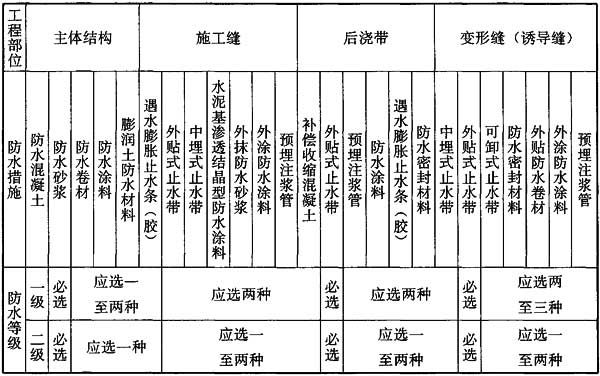 工程部位
主体结构
施工缝
后浇带
变形缝（诱导缝）
防水措施
防水混凝土
防水砂浆
防水卷材
防水涂料
膨润土防水材料
遇水膨胀止水条（胶）
外贴式止水带
中埋式止水带
水泥基渗透结晶型防水涂料
外抹防水砂浆
外涂防水涂料
预埋注浆管
补偿收缩混凝土
外贴式止水带
预埋注浆管
防水涂料
遇水膨胀止水条（胶）
防水密封材料
中埋式止水带
外贴式止水带
可卸式止水带
防水密封材料
外贴防水卷材
外涂防水涂料
预埋注浆管
防水等级
一级
必选
应选一
至两种
应选两种
必选
应选两种
必选
应选两
至三种
二级
必选
应选一种
应选一
至两种
必选
应选一
至两种
必选
应选一
至两种